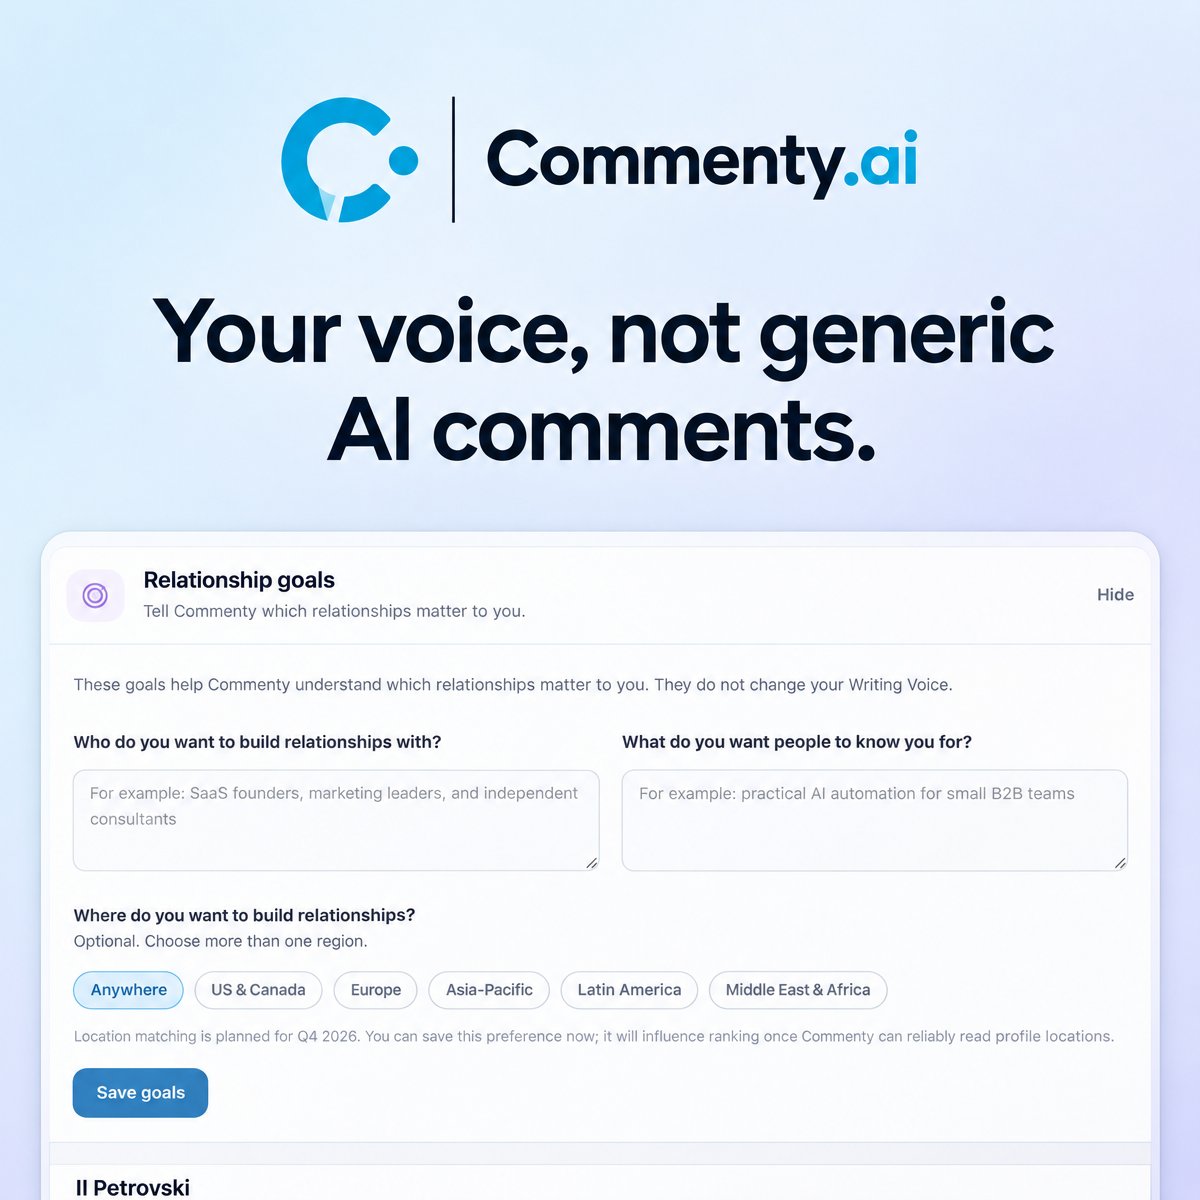 Commenty.ai
Your voice, not generic
AI comments.
Relationship goals
Tell Commenty which relationships matter to you.
Hide
These goals help Commenty understand which relationships matter to you. They do not change your Writing Voice.
Who do you want to build relationships with?
For example: SaaS founders, marketing leaders, and independent
consultants
What do you want people to know you for?
For example: practical AI automation for small B2B teams
Where do you want to build relationships?
Optional. Choose more than one region.
Anywhere
US & Canada
Europe
Asia-Pacific
Latin America
Middle East & Africa
Location matching is planned for Q4 2026. You can save this preference now; it will influence ranking once Commenty can reliably read profile locations.
Save goals
Il Petrovski